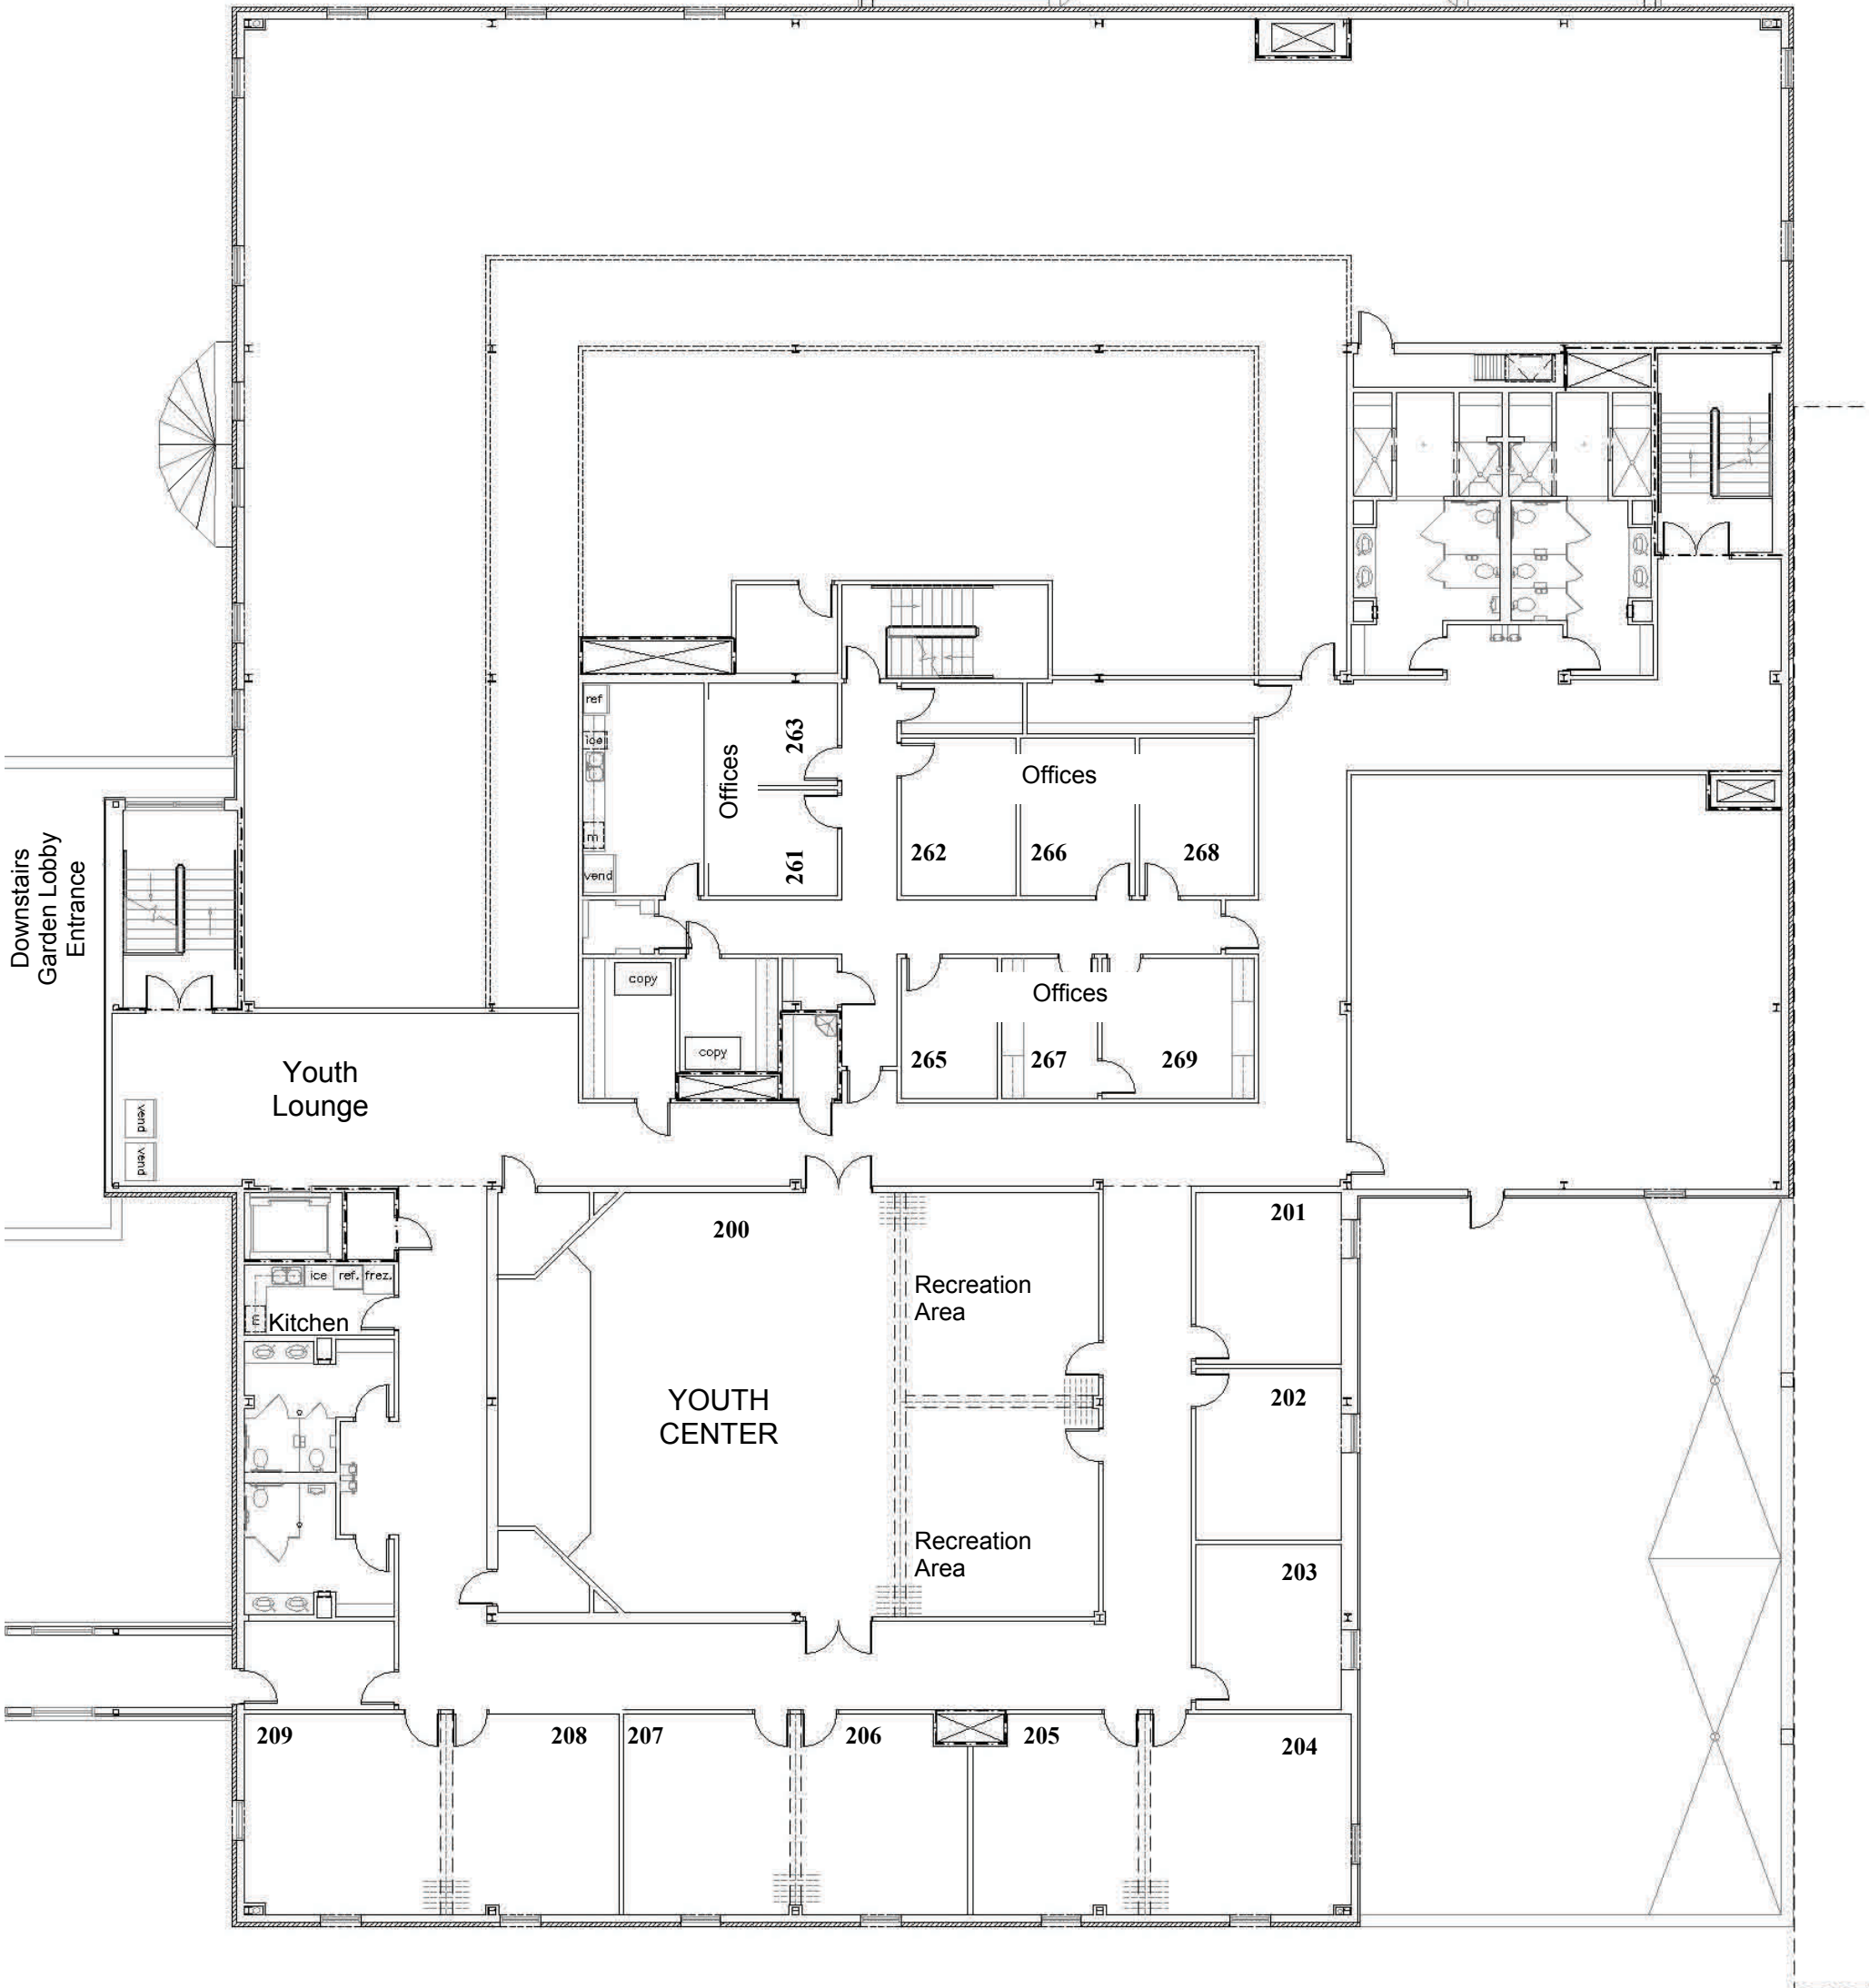 ref
ice
m
vend
Offices
263
261
Offices
262
266
268
Downstairs
Garden Lobby
Entrance
copy
copy
Offices
265
267
269
Youth
Lounge
vend
vend
200
201
Recreation
Area
ice
ref.
frez.
Kitchen
YOUTH
CENTER
202
Recreation
Area
203
209
208
207
206
205
204